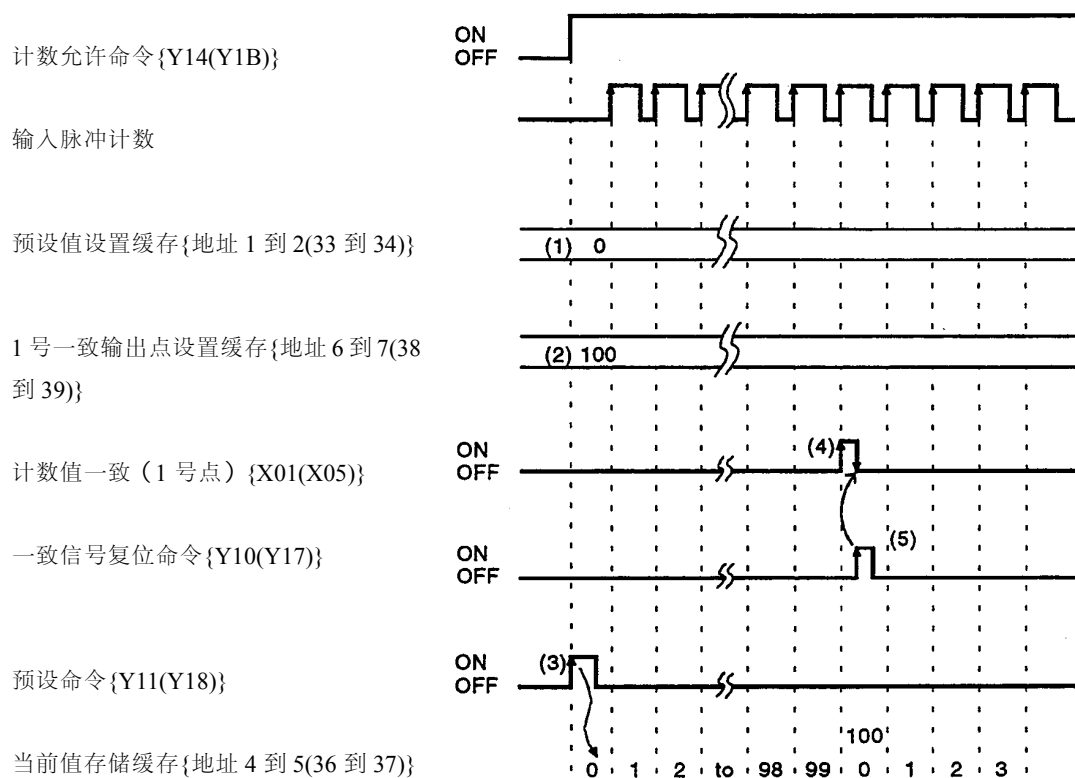 计数允许命令{Y14(Y1B)}
ON
OFF
输入脉冲计数
预设值设置缓存{地址 1 到 2(33 到 34)}
(1) 0
1 号一致输出点设置缓存{地址 6 到 7(38
到 39)}
(2) 100
计数值一致（1 号点）{X01(X05)}
ON
OFF
(4)
一致信号复位命令{Y10(Y17)}
ON
OFF
(5)
预设命令{Y11(Y18)}
ON
OFF
(3)
当前值存储缓存{地址 4 到 5(36 到 37)}
100
0 1 2 to 98 99 0 1 2 3